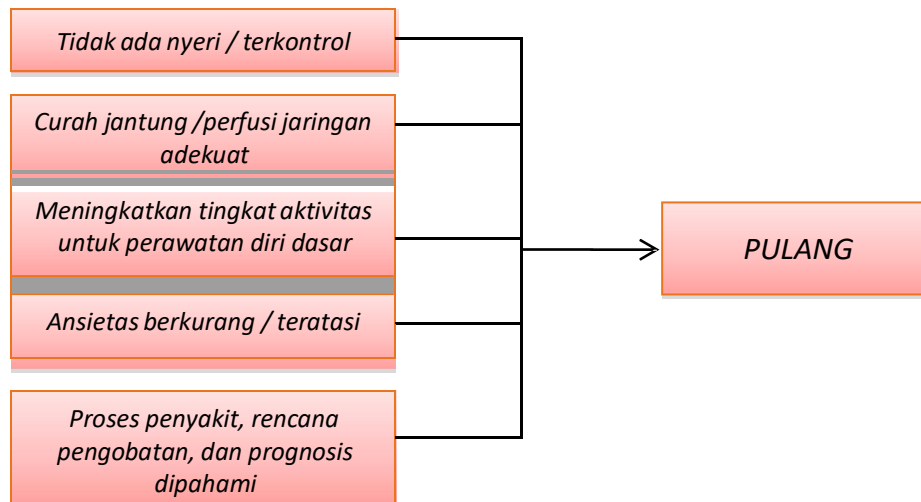 Tidak ada nyeri / terkontrol
Curah jantung /perfusi jaringan
adekuat
Meningkatkan tingkat aktivitas
untuk perawatan diri dasar
Ansietas berkurang / teratasi
Proses penyakit, rencana
pengobatan, dan prognosis
dipahami
PULANG